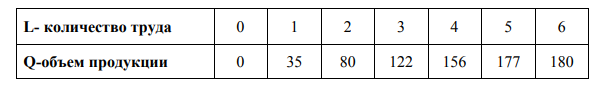 L- количество труда 0 1 2 3 4 5 6
Q-объем продукции 0 35 80 122 156 177 180